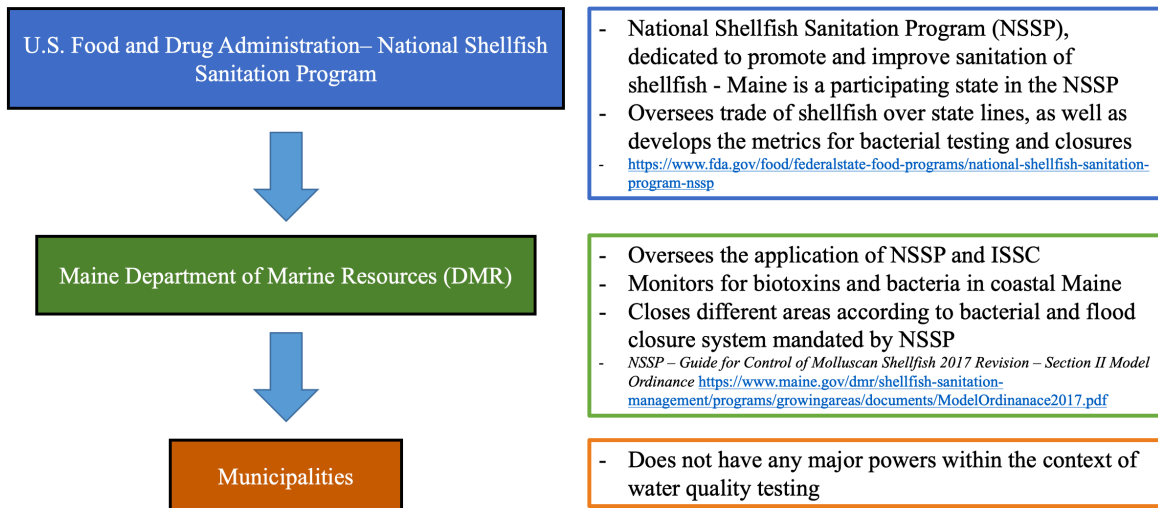 U.S. Food and Drug Administration– National Shellfish
Sanitation Program
- National Shellfish Sanitation Program (NSSP),
dedicated to promote and improve sanitation of
shellfish - Maine is a participating state in the NSSP
- Oversees trade of shellfish over state lines, as well as
develops the metrics for bacterial testing and closures
- https://www.fda.gov/food/federalstate-food-programs/national-shellfish-sanitation-
program-nssp
Maine Department of Marine Resources (DMR)
- Oversees the application of NSSP and ISSC
- Monitors for biotoxins and bacteria in coastal Maine
- Closes different areas according to bacterial and flood
closure system mandated by NSSP
- NSSP – Guide for Control of Molluscan Shellfish 2017 Revision – Section II Model
Ordinance https://www.maine.gov/dmr/shellfish-sanitation-
management/programs/growingareas/documents/ModelOrdinanace2017.pdf
Municipalities
- Does not have any major powers within the context of
water quality testing